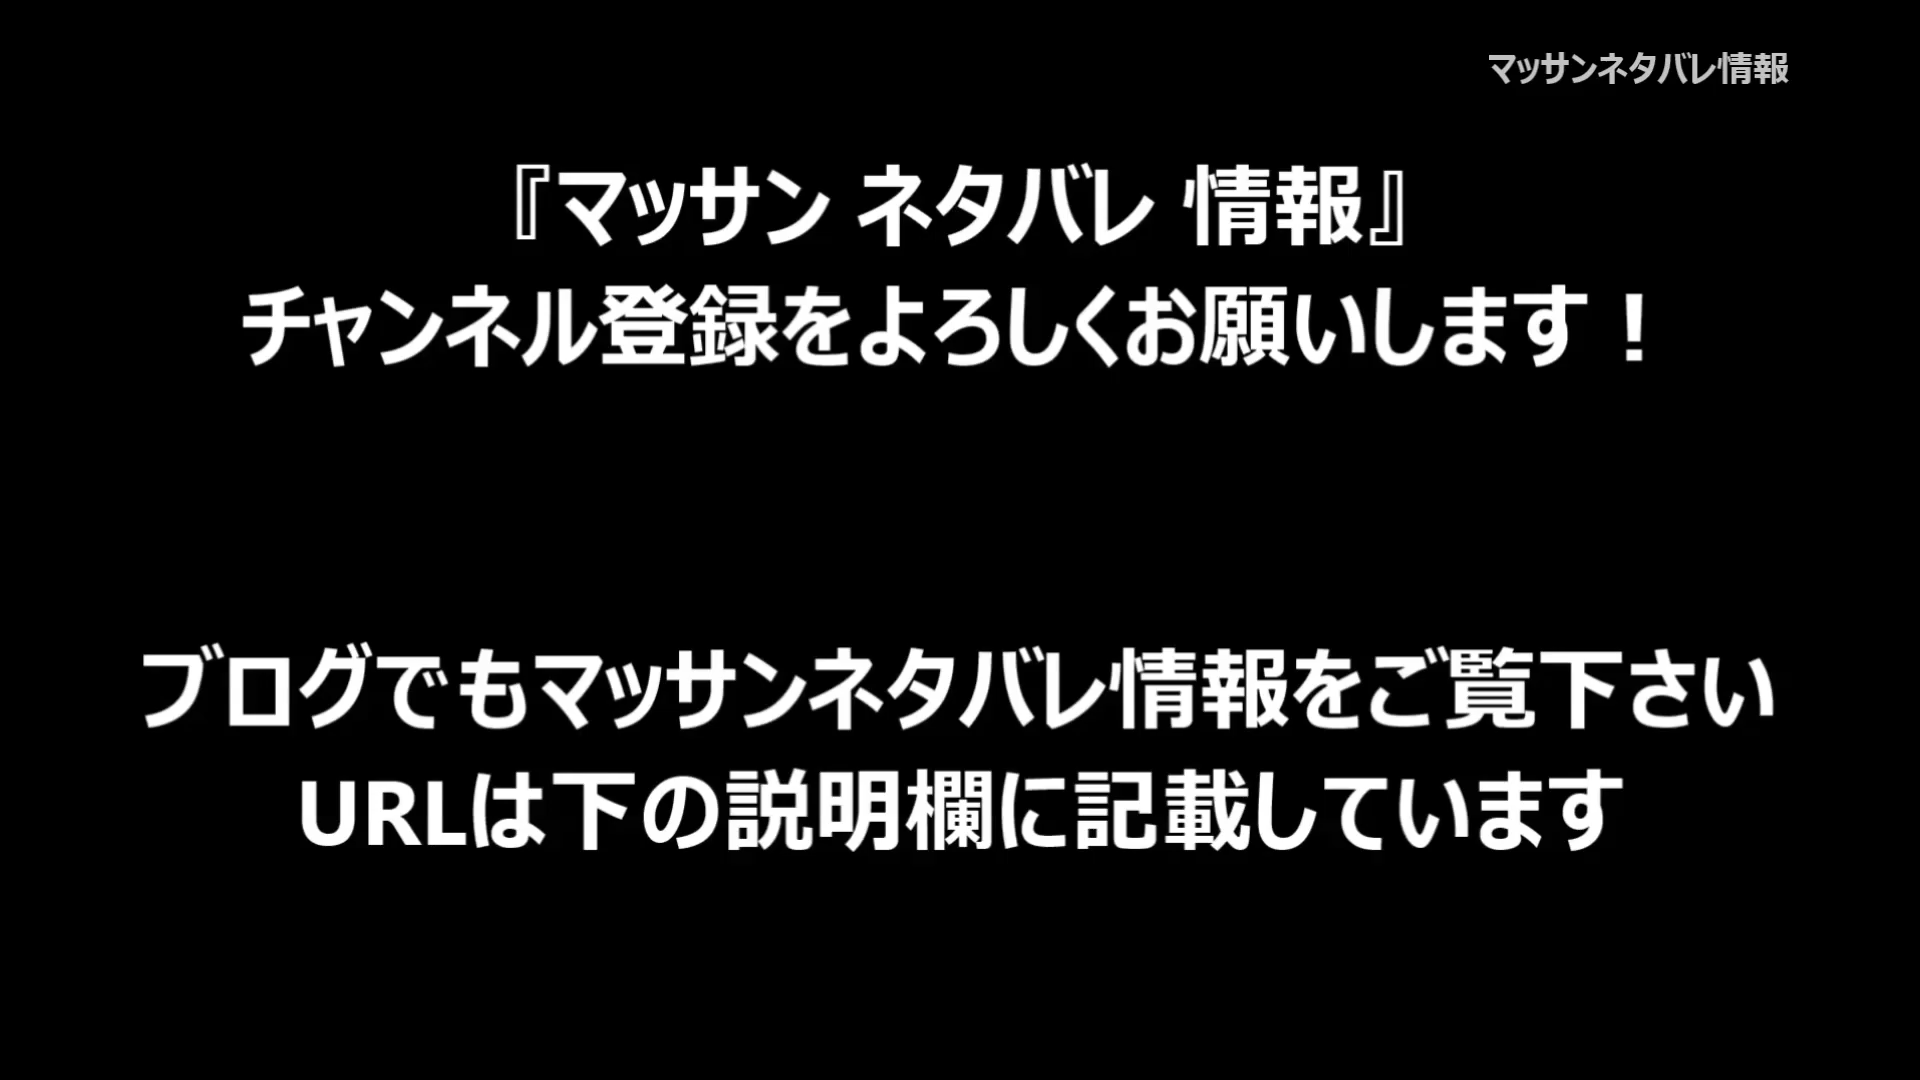 マッサンネタバレ情報
『マッサン ネタバレ 情報』
チャンネル登録をよろしくお願いします！
ブログでもマッサンネタバレ情報をご覧下さい
URLは下の説明欄に記載しています